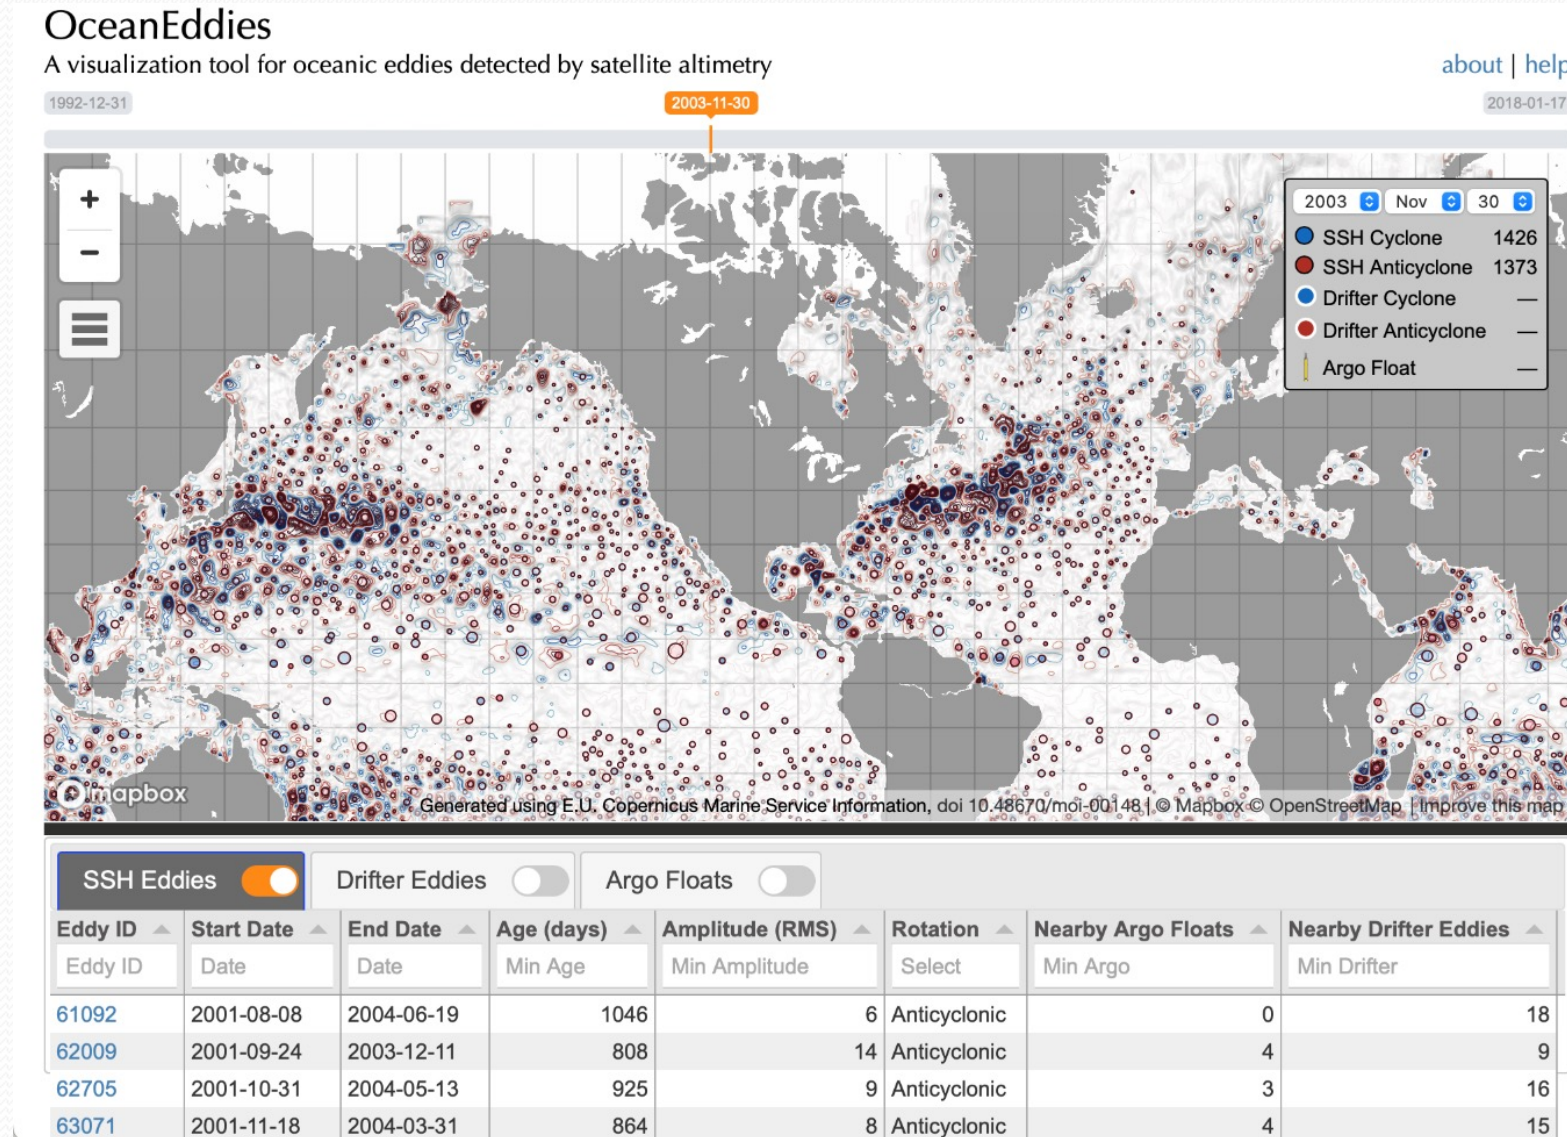 OceanEddies
A visualization tool for oceanic eddies detected by satellite altimetry
about | help
1992-12-31 2003-11-30 2018-01-17
+
−
2003 Nov 30
SSH Cyclone 1426
SSH Anticyclone 1373
Drifter Cyclone —
Drifter Anticyclone —
Argo Float —
mapbox
Generated using E.U. Copernicus Marine Service Information, doi 10.48670/moi-00148 | © Mapbox © OpenStreetMap | Improve this map
SSH Eddies Drifter Eddies Argo Floats
Eddy ID Start Date End Date Age (days) Amplitude (RMS) Rotation Nearby Argo Floats Nearby Drifter Eddies
Eddy ID Date Date Min Age Min Amplitude Select Min Argo Min Drifter
61092 2001-08-08 2004-06-19 1046 6 Anticyclonic 0 18
62009 2001-09-24 2003-12-11 808 14 Anticyclonic 4 9
62705 2001-10-31 2004-05-13 925 9 Anticyclonic 3 16
63071 2001-11-18 2004-03-31 864 8 Anticyclonic 4 15